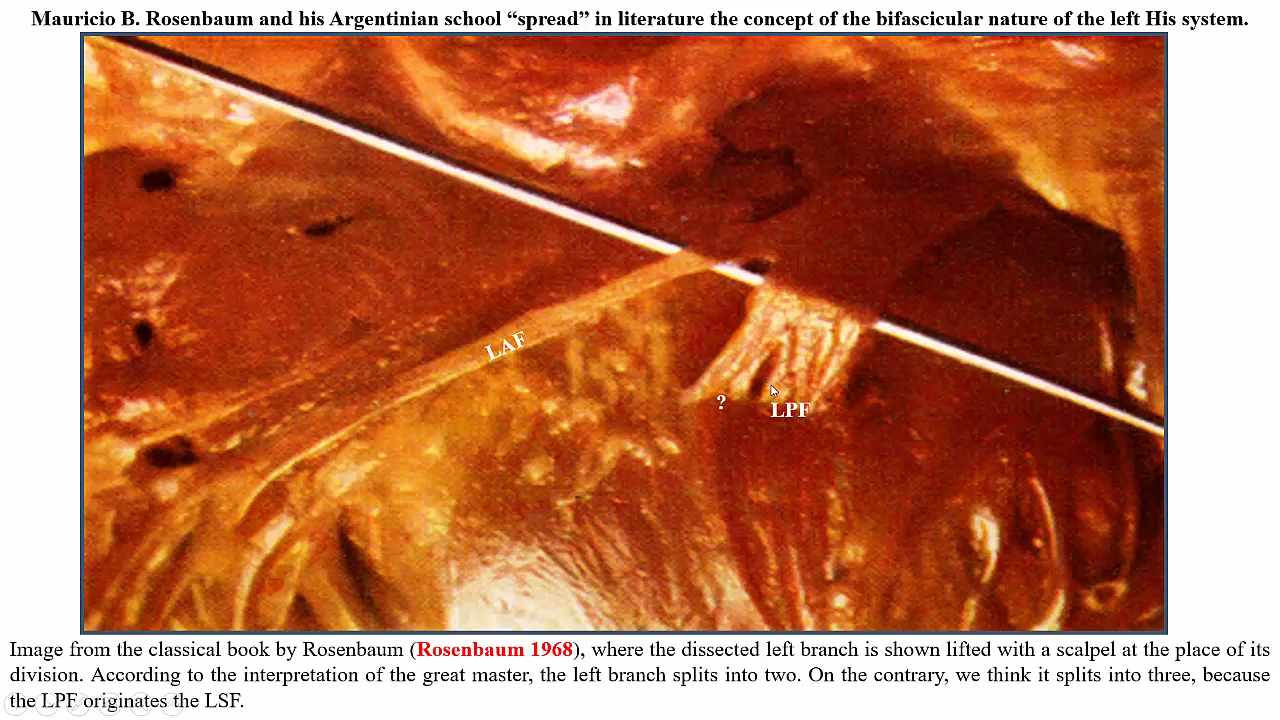 Mauricio B. Rosenbaum and his Argentinian school “spread” in literature the concept of the bifascicular nature of the left His system.
LAF
?
LPF
Image from the classical book by Rosenbaum (Rosenbaum 1968), where the dissected left branch is shown lifted with a scalpel at the place of its
division. According to the interpretation of the great master, the left branch splits into two. On the contrary, we think it splits into three, because
the LPF originates the LSF.